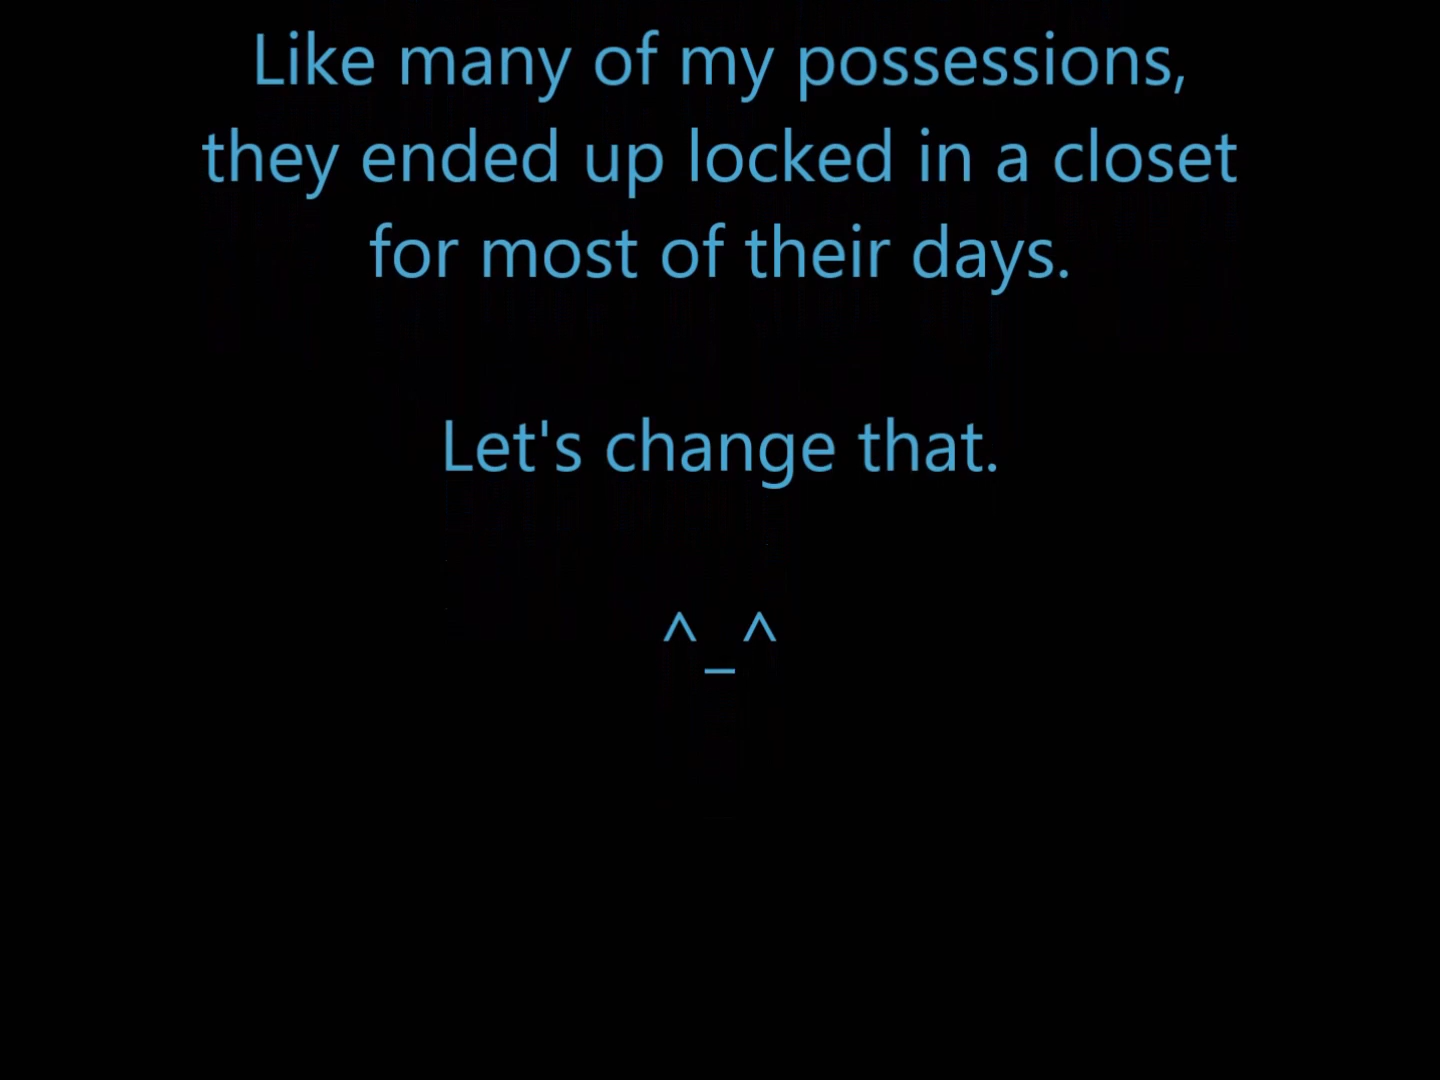 Like many of my possessions,
they ended up locked in a closet
for most of their days.
Let's change that.
^_^